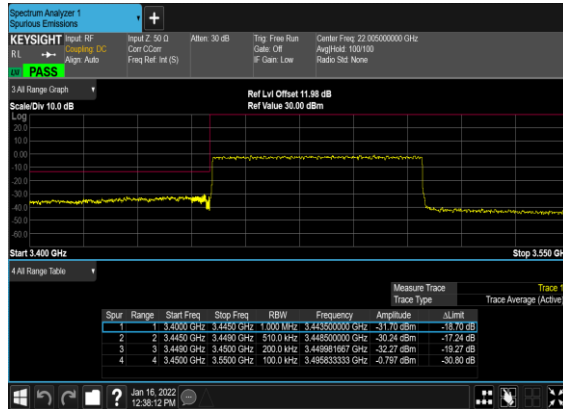 Spectrum Analyzer 1
Spurious Emissions
KEYSIGHT Input: RF Input Z: 50 Ω Atten: 30 dB Trig: Free Run Center Freq: 22.005000000 GHz
RL Coupling: DC Corr CCorr Gate: Off Avg|Hold: 100/100
Align: Auto Freq Ref: Int (S) IF Gain: Low Radio Std: None
PASS
3 All Range Graph
Ref Lvl Offset 11.98 dB
Scale/Div 10.0 dB Ref Value 30.00 dBm
Log
20.0
10.0
0.00
-10.0
-20.0
-30.0
-40.0
-50.0
-60.0
Start 3.400 GHz Stop 3.550 GHz
4 All Range Table
Measure Trace Trace 1
Trace Type Trace Average (Active)
Spur Range Start Freq Stop Freq RBW Frequency Amplitude ΔLimit
1 1 3.4000 GHz 3.4450 GHz 1.000 MHz 3.443500000 GHz -31.70 dBm -18.70 dB
2 2 3.4450 GHz 3.4490 GHz 510.0 kHz 3.448500000 GHz -30.24 dBm -17.24 dB
3 3 3.4490 GHz 3.4500 GHz 200.0 kHz 3.449981667 GHz -32.27 dBm -19.27 dB
4 4 3.4500 GHz 3.5500 GHz 100.0 kHz 3.495833333 GHz -0.797 dBm -30.80 dB
Jan 16, 2022
12:38:12 PM